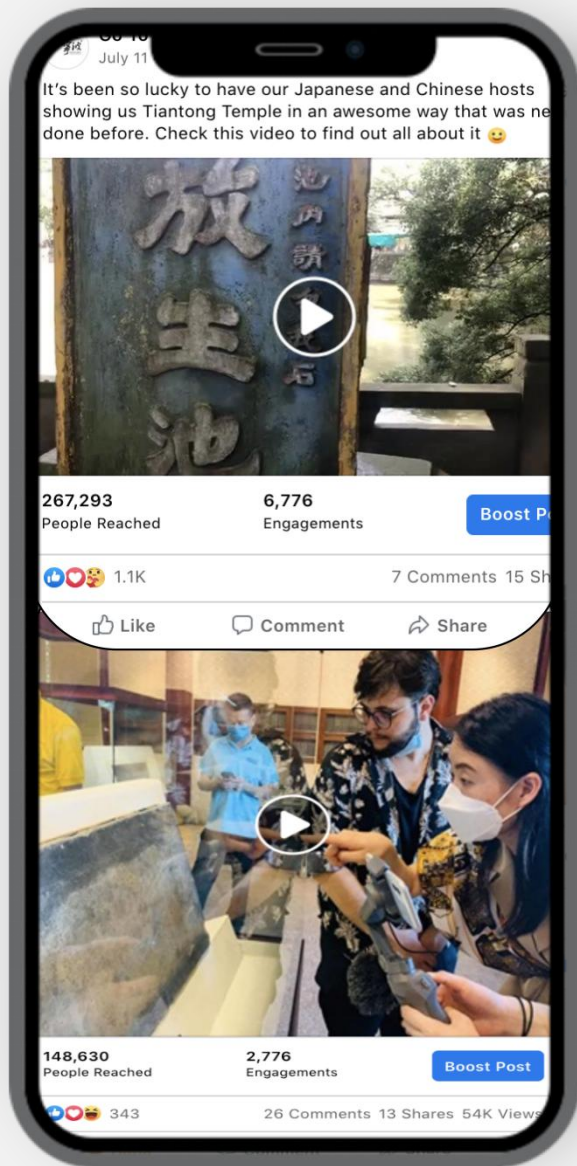 July 11
It's been so lucky to have our Japanese and Chinese hosts
showing us Tiantong Temple in an awesome way that was ne
done before. Check this video to find out all about it 😀
放生池
池内請
石
267,293
People Reached
6,776
Engagements
Boost P
1.1K
7 Comments 15 Sh
Like
Comment
Share
148,630
People Reached
2,776
Engagements
Boost Post
343
26 Comments 13 Shares 54K Views